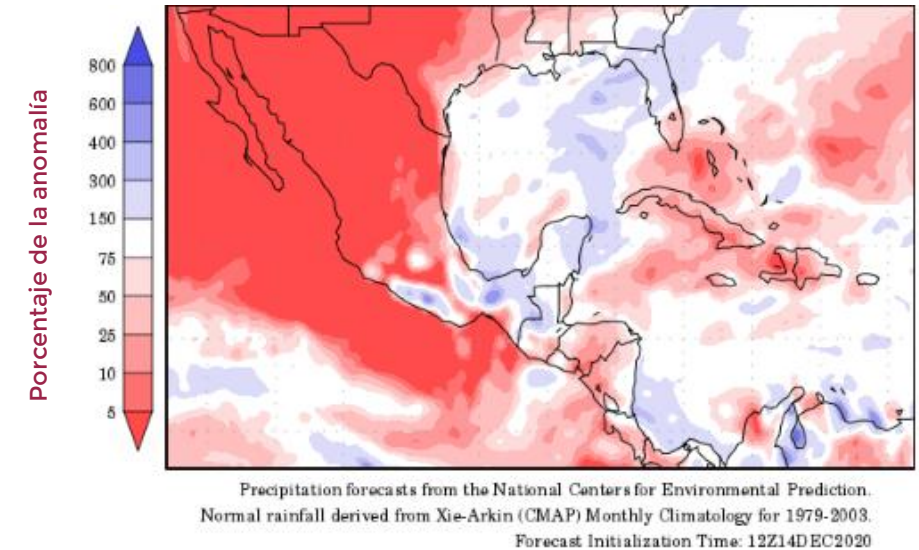 Porcentaje de la anomalía
800
600
400
300
150
75
50
25
10
5
Precipitation forecasts from the National Centers for Environmental Prediction.
Normal rainfall derived from Xie-Arkin (CMAP) Monthly Climatology for 1979-2003.
Forecast Initialization Time: 12Z14DEC2020